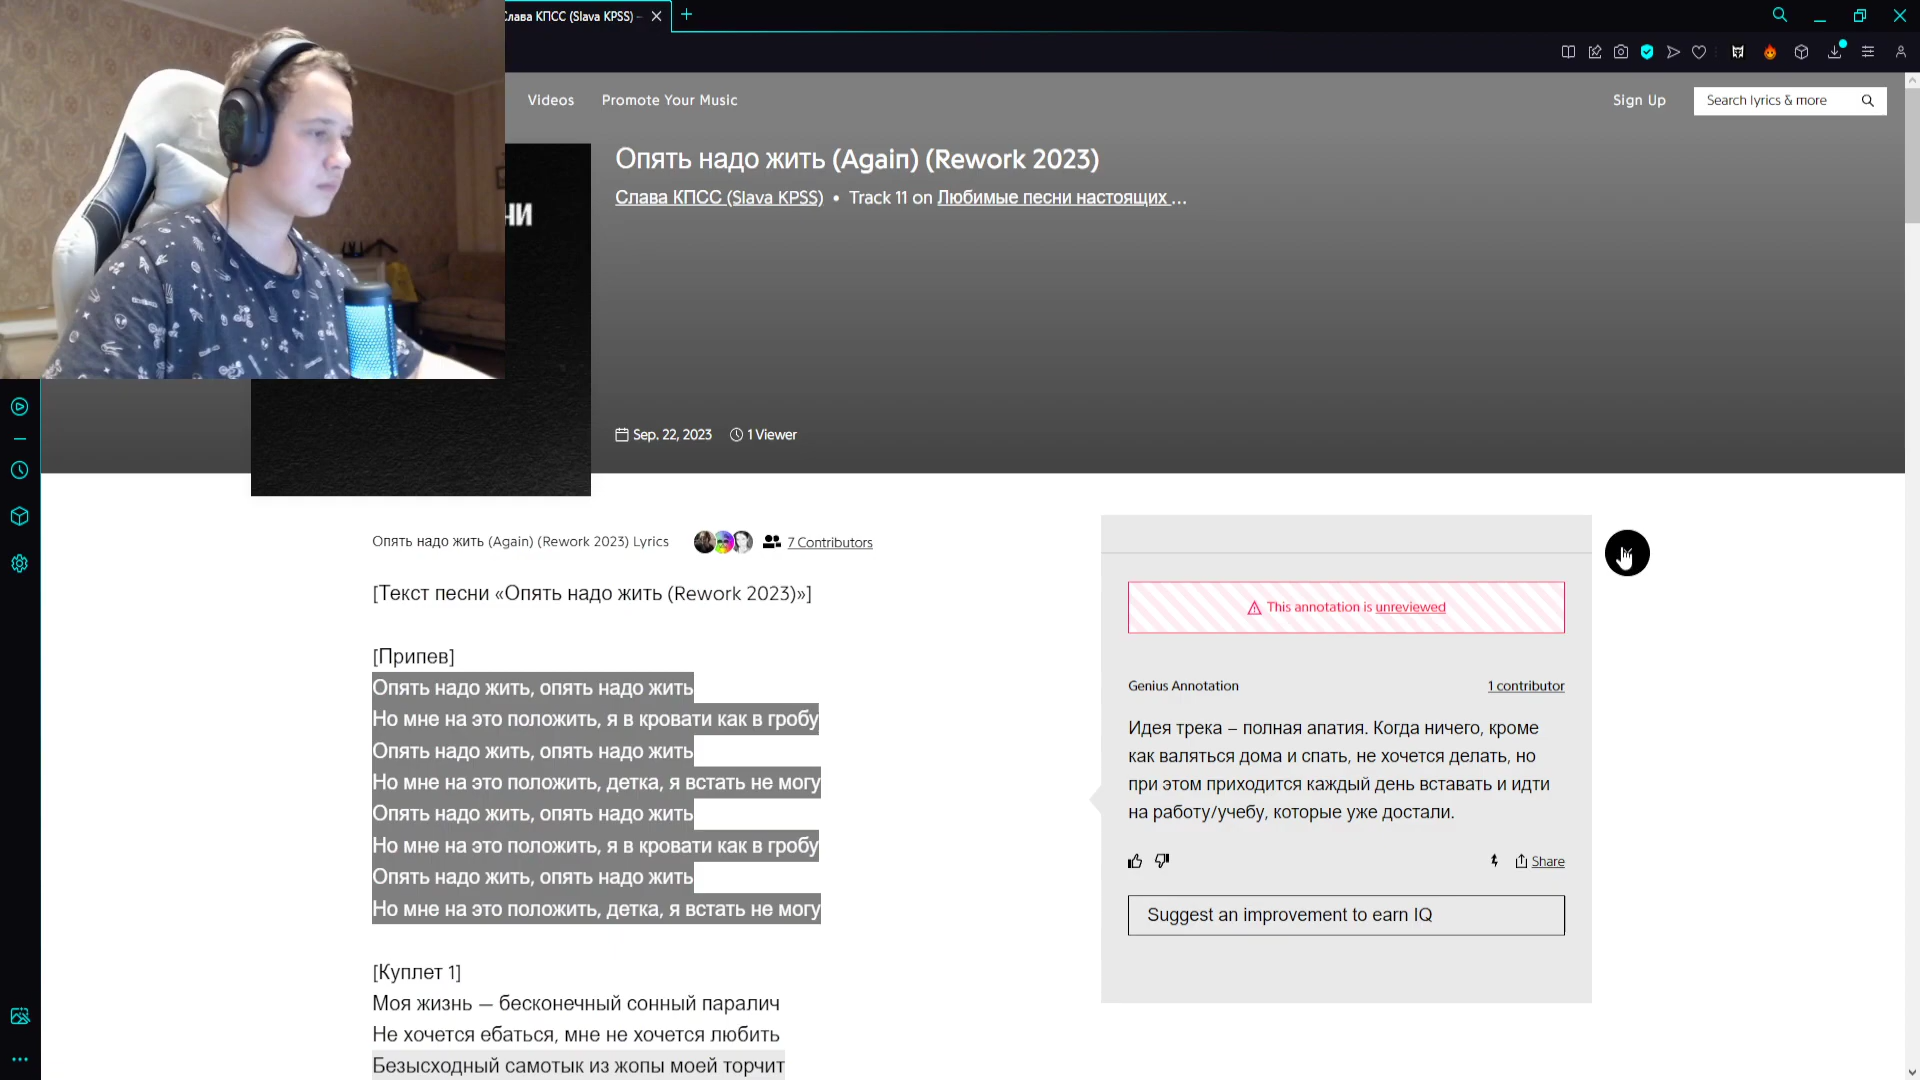 Слава КПСС (Slava KPSS) –
Videos
Promote Your Music
Sign Up
Search lyrics & more
Опять надо жить (Agaiп) (Rework 2023)
Слава КПСС (Slava KPSS) • Track 11 on Любимые песни настоящих ...
НИ
Sep. 22, 2023
1 Viewer
Опять надо жить (Agaiп) (Rework 2023) Lyrics
7 Contributors
[Текст песни «Опять надо жить (Rework 2023)»]
[Припев]
Опять надо жить, опять надо жить
Но мне на это положить, я в кровати как в гробу
Опять надо жить, опять надо жить
Но мне на это положить, детка, я встать не могу
Опять надо жить, опять надо жить
Но мне на это положить, я в кровати как в гробу
Опять надо жить, опять надо жить
Но мне на это положить, детка, я встать не могу
[Куплет 1]
Моя жизнь — бесконечный сонный паралич
Не хочется ебаться, мне не хочется любить
Безысходный самотык из жопы моей торчит
This annotation is unreviewed
Genius Annotation
1 contributor
Идея трека – полная апатия. Когда ничего, кроме
как валяться дома и спать, не хочется делать, но
при этом приходится каждый день вставать и идти
на работу/учебу, которые уже достали.
Share
Suggest an improvement to earn IQ